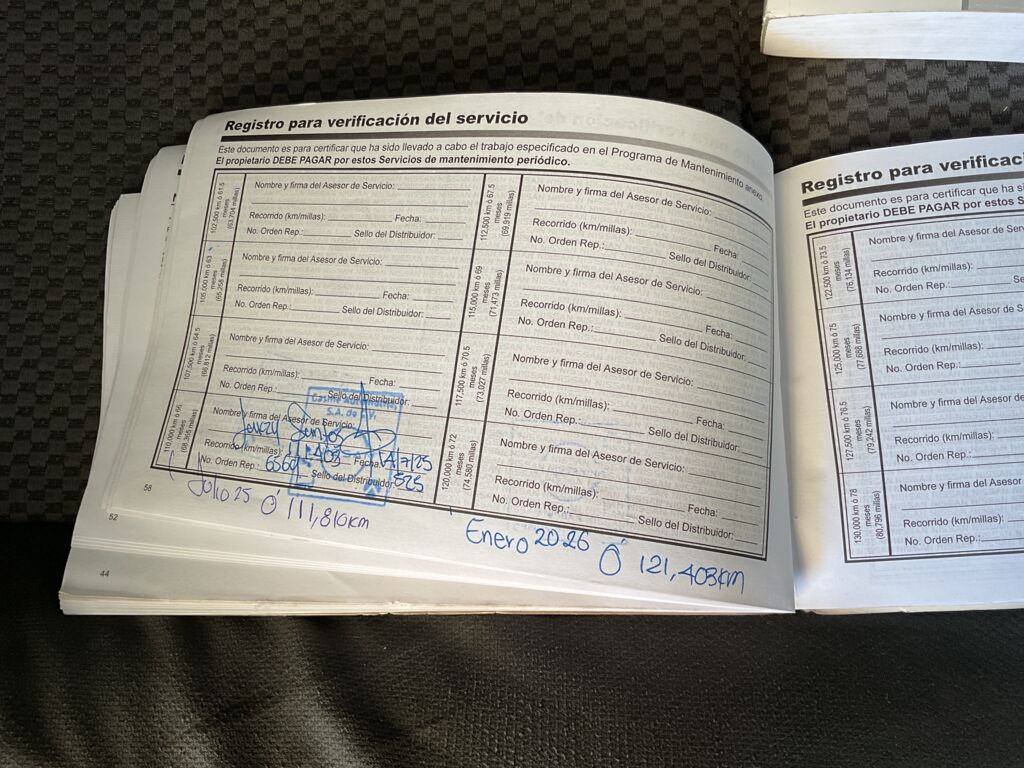 Registro para verificación del servicio
Este documento es para certificar que ha sido llevado a cabo el trabajo especificado en el Programa de Mantenimiento anexo.
El propietario DEBE PAGAR por estos Servicios de mantenimiento periódico.
102,500 km ó 61.5
meses
(63,704 millas)
Nombre y firma del Asesor de Servicio:
Recorrido (km/millas): Fecha:
No. Orden Rep.: Sello del Distribuidor:
105,000 km ó 63
meses
(65,258 millas)
Nombre y firma del Asesor de Servicio:
Recorrido (km/millas): Fecha:
No. Orden Rep.: Sello del Distribuidor:
107,500 km ó 64.5
meses
(66,812 millas)
Nombre y firma del Asesor de Servicio:
Recorrido (km/millas): Fecha:
No. Orden Rep.: Sello del Distribuidor:
110,000 km ó 66
meses
(68,365 millas)
Nombre y firma del Asesor de Servicio:
S.A. de C.V.
Recorrido (km/millas): Fecha:
No. Orden Rep.: Sello del Distribuidor:
Julio 25 Ó 111,810km
58
112,500 km ó 67.5
meses
(69,919 millas)
Nombre y firma del Asesor de Servicio:
Recorrido (km/millas): Fecha:
No. Orden Rep.: Sello del Distribuidor:
115,000 km ó 69
meses
(71,473 millas)
Nombre y firma del Asesor de Servicio:
Recorrido (km/millas): Fecha:
No. Orden Rep.: Sello del Distribuidor:
117,500 km ó 70.5
meses
(73,027 millas)
Nombre y firma del Asesor de Servicio:
Recorrido (km/millas): Fecha:
No. Orden Rep.: Sello del Distribuidor:
120,000 km ó 72
meses
(74,580 millas)
Nombre y firma del Asesor de Servicio:
Recorrido (km/millas): Fecha:
No. Orden Rep.: Sello del Distribuidor:
Enero 2026 Ó 121,403km
52
44
Registro para verificaci
Este documento es para certificar que ha si
El propietario DEBE PAGAR por estos S
122,500 km ó 73.5
meses
(76,134 millas)
Nombre y firma del Asesor de Serv
Recorrido (km/millas):
No. Orden Rep.: Se
125,000 km ó 75
meses
(77,688 millas)
Nombre y firma del Asesor de S
Recorrido (km/millas):
No. Orden Rep.:
127,500 km ó 76.5
meses
(79,242 millas)
Nombre y firma del Asesor de S
Recorrido (km/millas):
No. Orden Rep.:
130,000 km ó 78
meses
(80,796 millas)
Nombre y firma del Asesor
Recorrido (km/millas):
No. Orden Rep.: